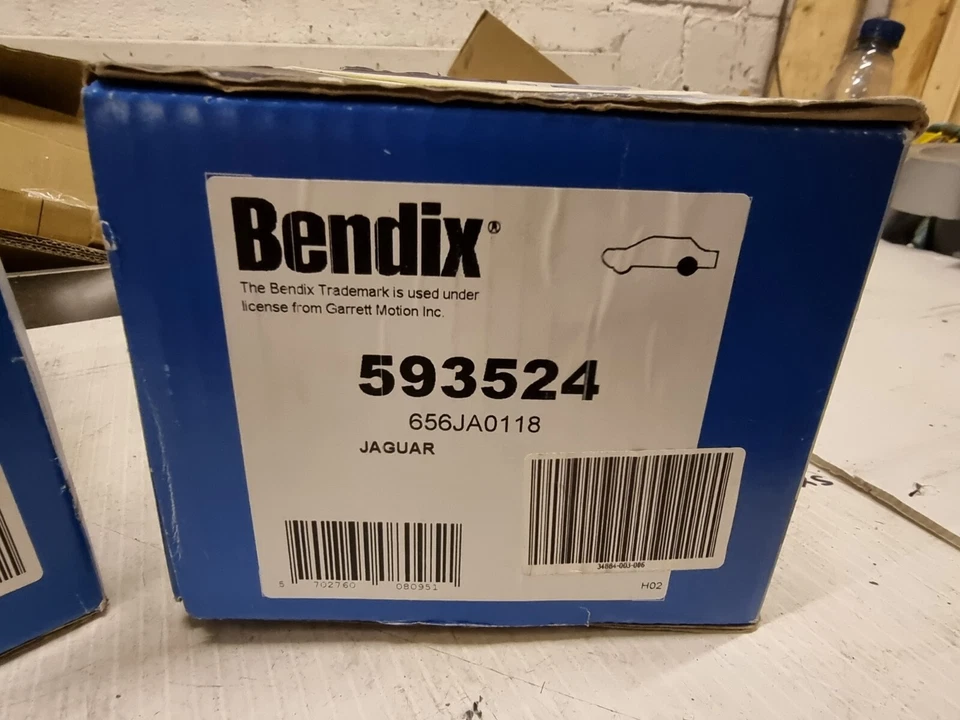 Bendix®
The Bendix Trademark is used under
license from Garrett Motion Inc.
593524
656JA0118
JAGUAR
34884-003-006
5 702760 080951
H02